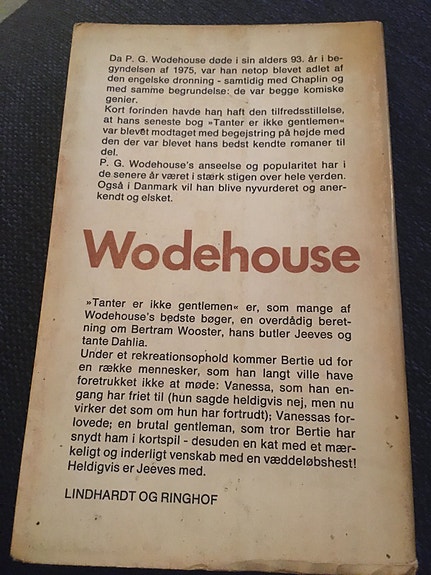 Da P. G. Wodehouse døde i sin alders 93. år i be-
gyndelsen af 1975, var han netop blevet adlet af
den engelske dronning - samtidig med Chaplin og
med samme begrundelse: de var begge komiske
genier.
Kort forinden havde han haft den tilfredsstillelse,
at hans seneste bog »Tanter er ikke gentlemen«
var blevet modtaget med begejstring på højde med
den der var blevet hans bedst kendte romaner til
del.
P. G. Wodehouse's anseelse og popularitet har i
de senere år været i stærk stigen over hele verden.
Også i Danmark vil han blive nyvurderet og aner-
kendt og elsket.
Wodehouse
»Tanter er ikke gentlemen« er, som mange af
Wodehouse's bedste bøger, en overdådig beret-
ning om Bertram Wooster, hans butler Jeeves og
tante Dahlia.
Under et rekreationsophold kommer Bertie ud for
en række mennesker, som han langt ville have
foretrukket ikke at møde: Vanessa, som han en-
gang har friet til (hun sagde heldigvis nej, men nu
virker det som om hun har fortrudt); Vanessas for-
lovede; en brutal gentleman, som tror Bertie har
snydt ham i kortspil - desuden en kat med et mær-
keligt og inderligt venskab med en væddeløbshest!
Heldigvis er Jeeves med.
LINDHARDT OG RINGHOF